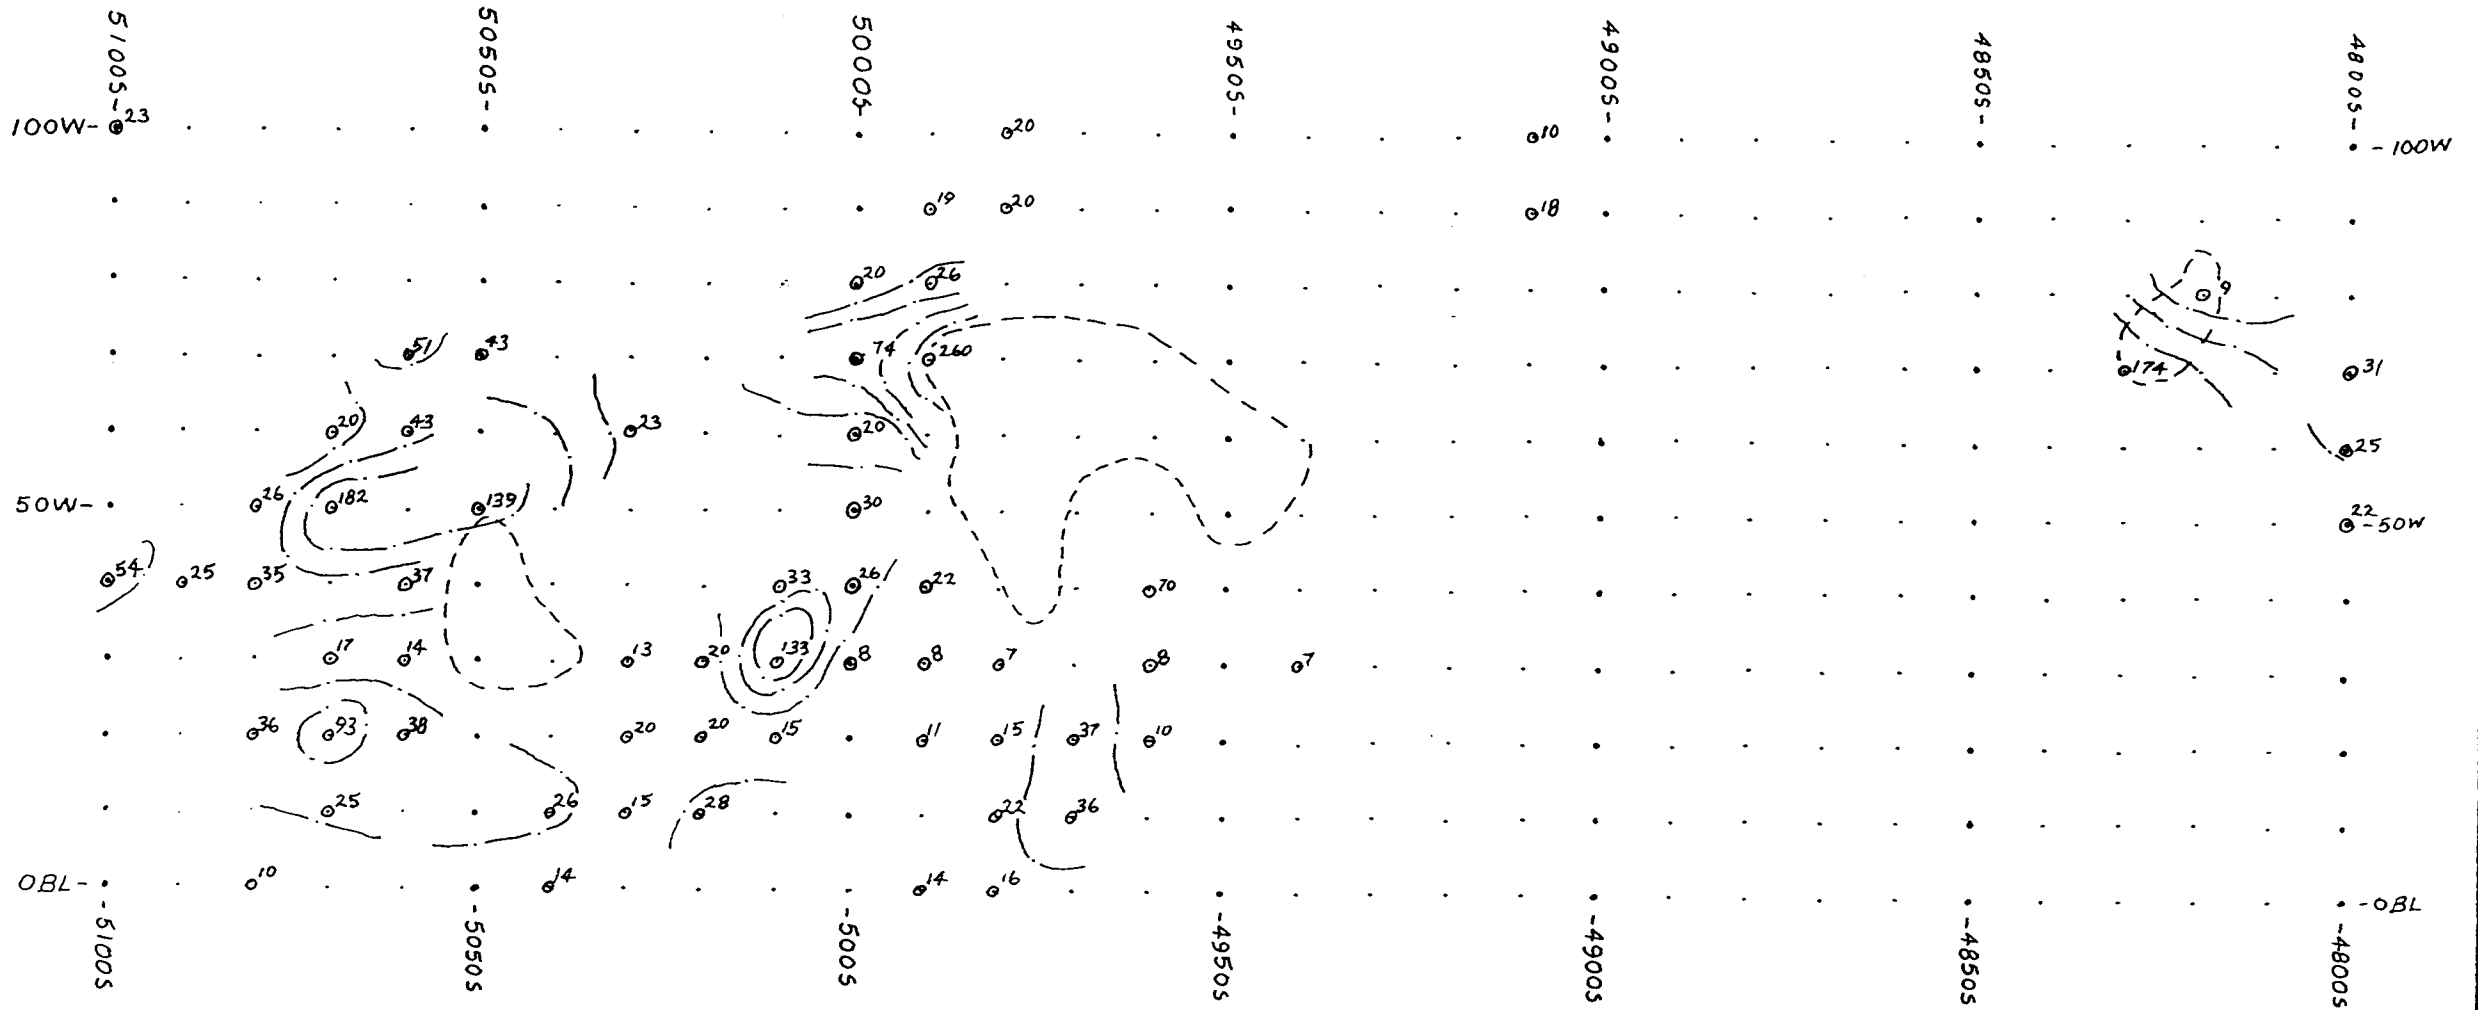 5100S- 5050S- 5000S- 4950S- 4900S- 4850S- 4800S-
100W- 23 20 10 -100W
19 20 18
20 26 9
51 43 74 260 174 31
20 43 23 20 25
50W- 26 182 139 30 22 -50W
54 25 35 37 33 26 22 70
17 14 13 20 133 8 8 7 8 7
36 93 38 20 20 15 11 15 37 10
25 26 15 28 22 36
OBL- 10 14 14 16 -OBL
-5100S -5050S -5000S -4950S -4900S -4850S -4800S